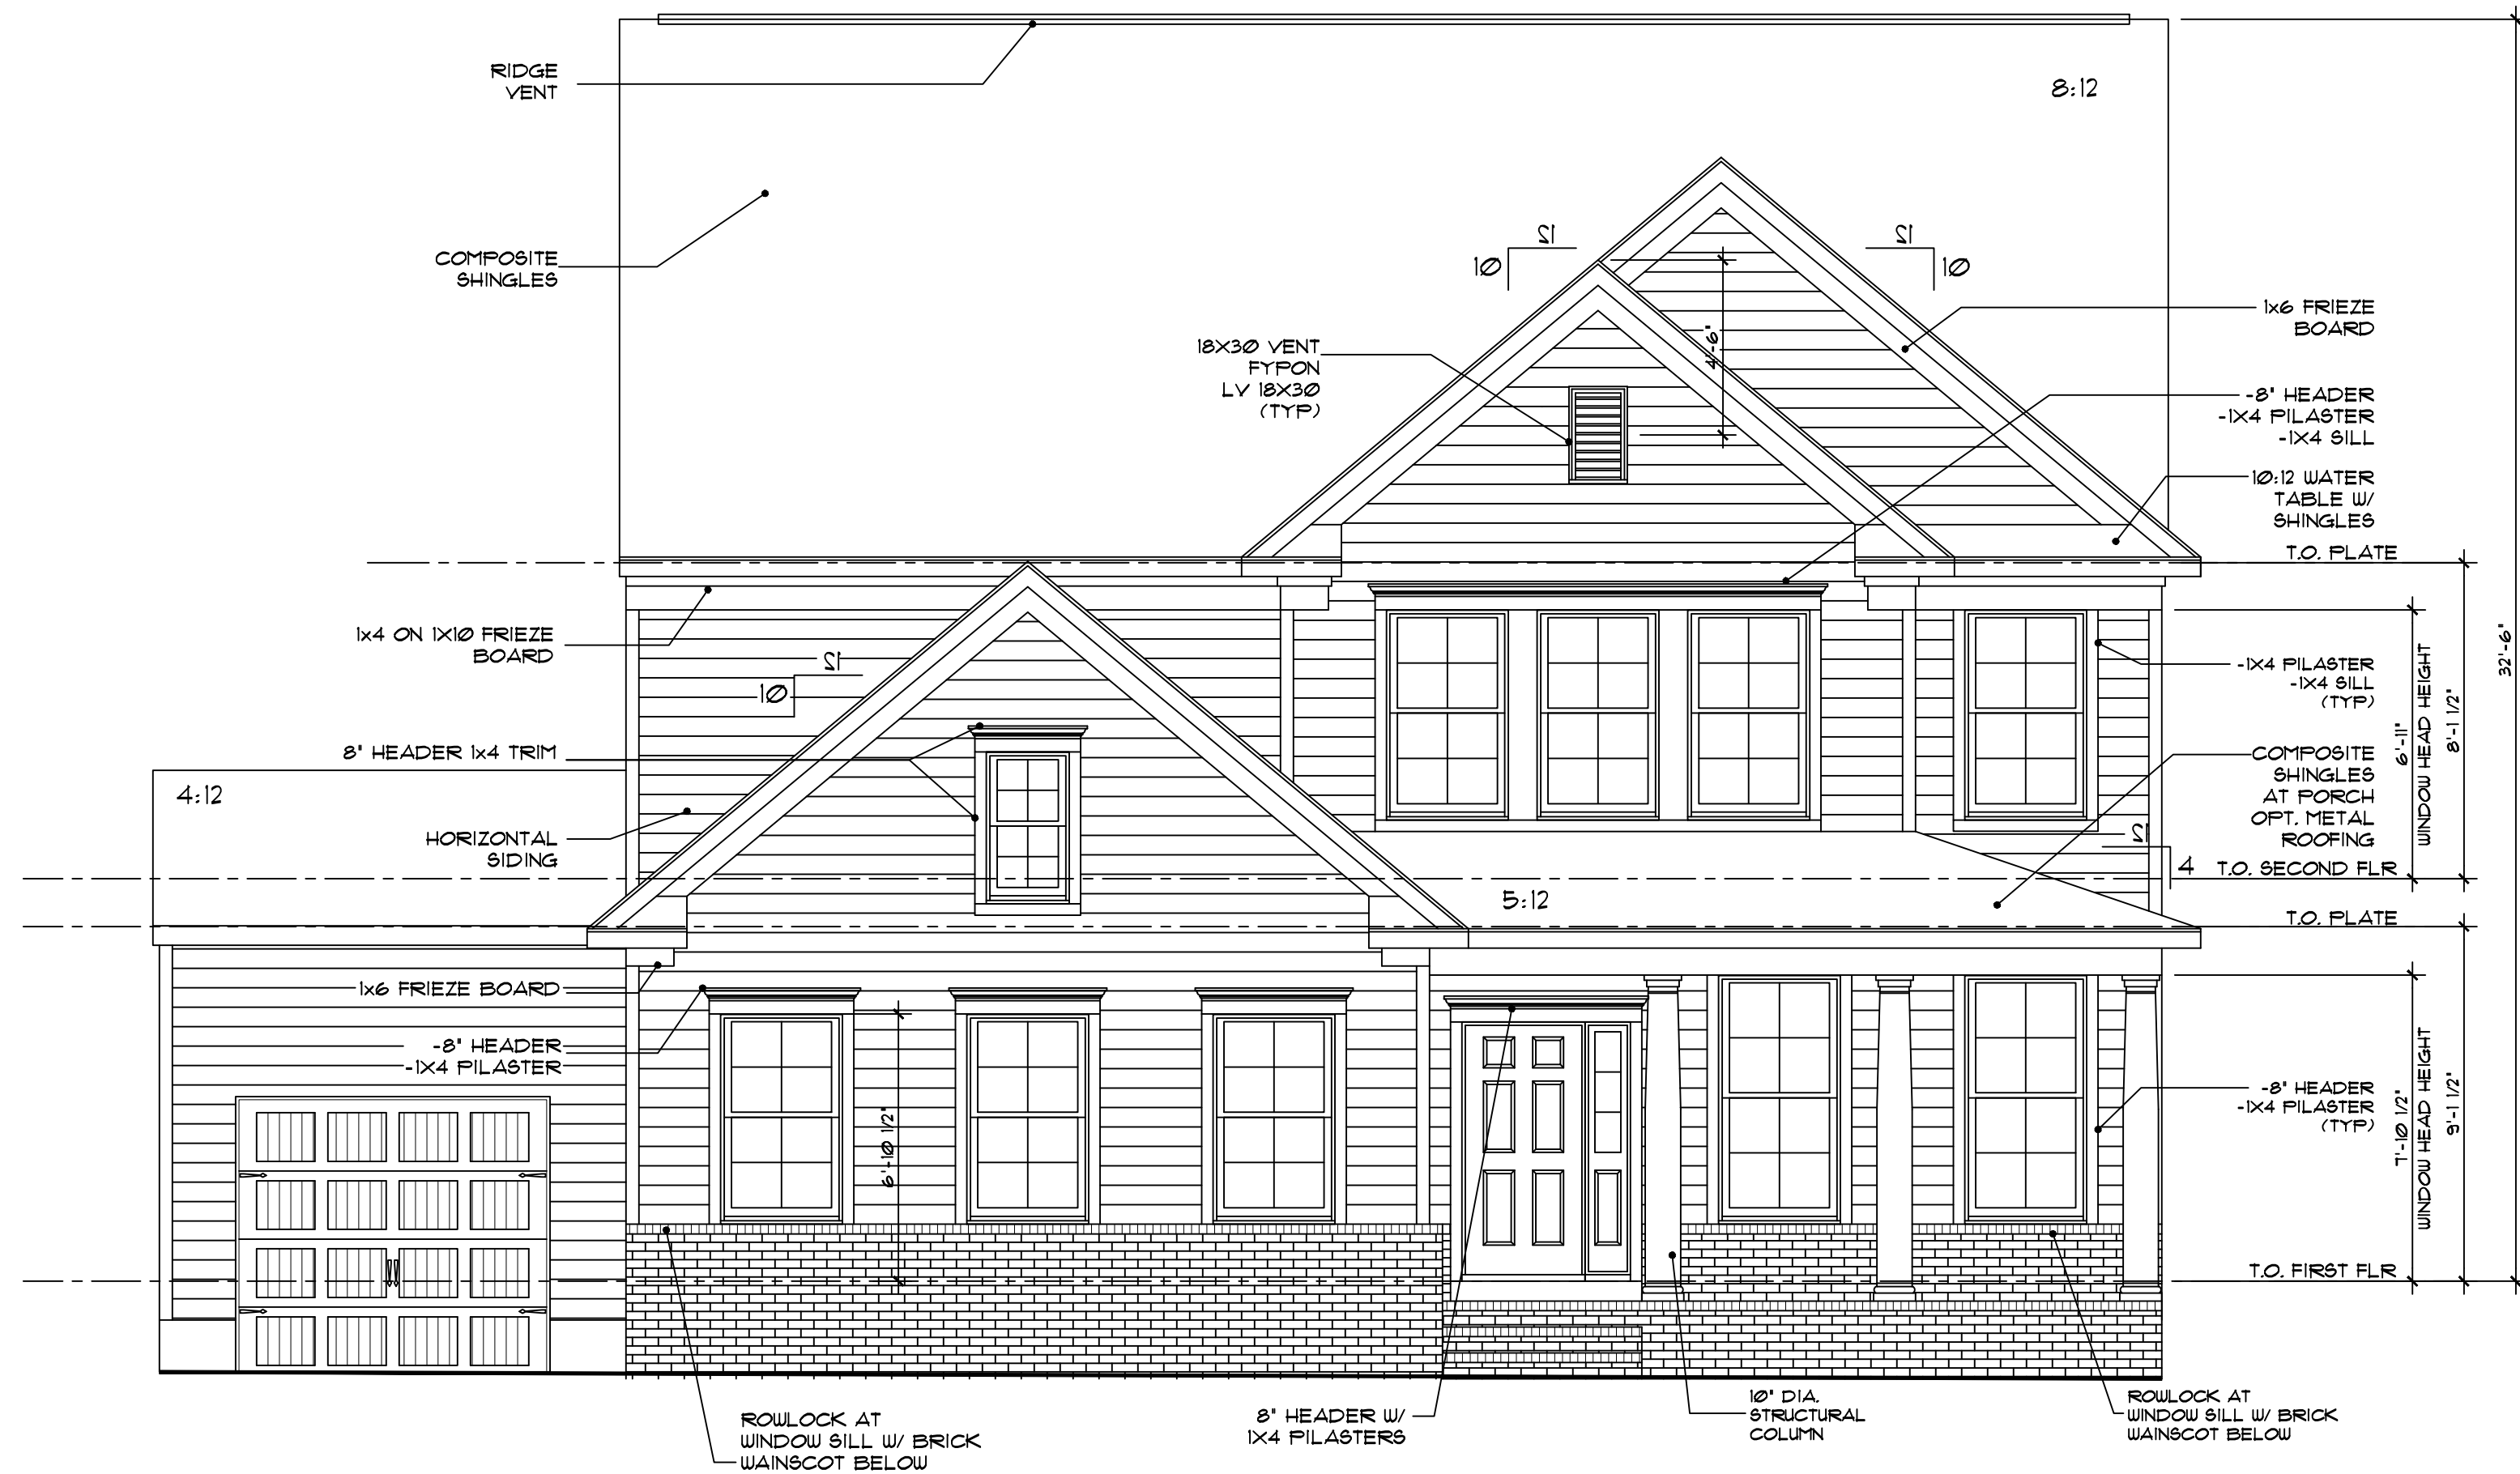 RIDGE
VENT
8:12
COMPOSITE
SHINGLES
12
10
12
10
1x6 FRIEZE
BOARD
18X30 VENT
FYPON
LV 18X30
(TYP)
4'-6"
-8" HEADER
-1X4 PILASTER
-1X4 SILL
10:12 WATER
TABLE W/
SHINGLES
T.O. PLATE
1x4 ON 1X10 FRIEZE
BOARD
12
10
-1X4 PILASTER
-1X4 SILL
(TYP)
6'-11"
WINDOW HEAD HEIGHT
8'-1 1/2"
32'-6"
8" HEADER 1x4 TRIM
4:12
HORIZONTAL
SIDING
COMPOSITE
SHINGLES
AT PORCH
OPT. METAL
ROOFING
12
4
T.O. SECOND FLR
5:12
T.O. PLATE
1x6 FRIEZE BOARD
-8" HEADER
-1X4 PILASTER
6'-10 1/2"
-8" HEADER
-1X4 PILASTER
(TYP)
7'-10 1/2"
WINDOW HEAD HEIGHT
9'-1 1/2"
T.O. FIRST FLR
ROWLOCK AT
WINDOW SILL W/ BRICK
WAINSCOT BELOW
8" HEADER W/
1X4 PILASTERS
10" DIA.
STRUCTURAL
COLUMN
ROWLOCK AT
WINDOW SILL W/ BRICK
WAINSCOT BELOW